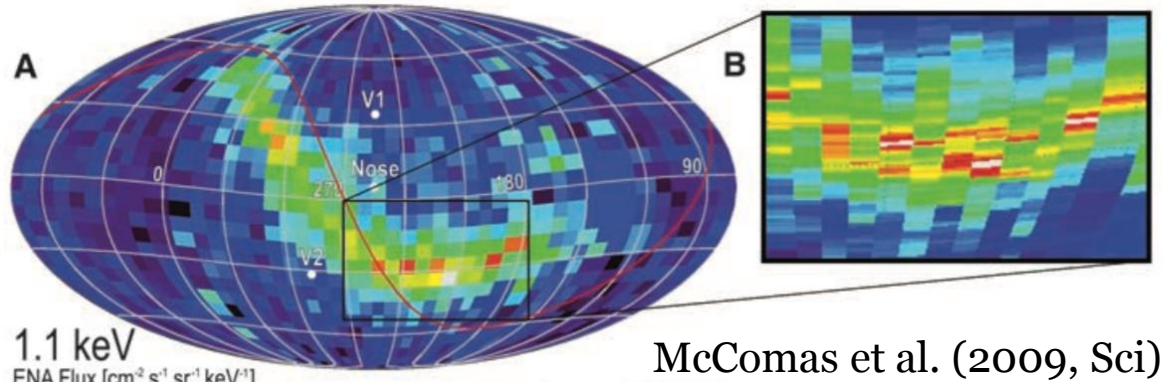 A
B
V1
Nose
0
270
180
90
V2
1.1 keV
ENA Flux [cm⁻² s⁻¹ sr⁻¹ keV⁻¹]
McComas et al. (2009, Sci)